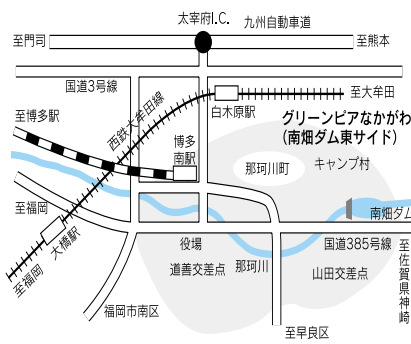 太宰府I.C.
九州自動車道
至門司
至熊本
国道3号線
西鉄大牟田線
至大牟田
白木原駅
グリーンピアなかがわ
(南畑ダム東サイド)
至博多駅
博多
南駅
那珂川町
キャンプ村
至福岡
南畑ダム
大橋駅
役場
国道385号線
道善交差点
那珂川
山田交差点
至福岡
至佐賀県神崎
福岡市南区
至早良区